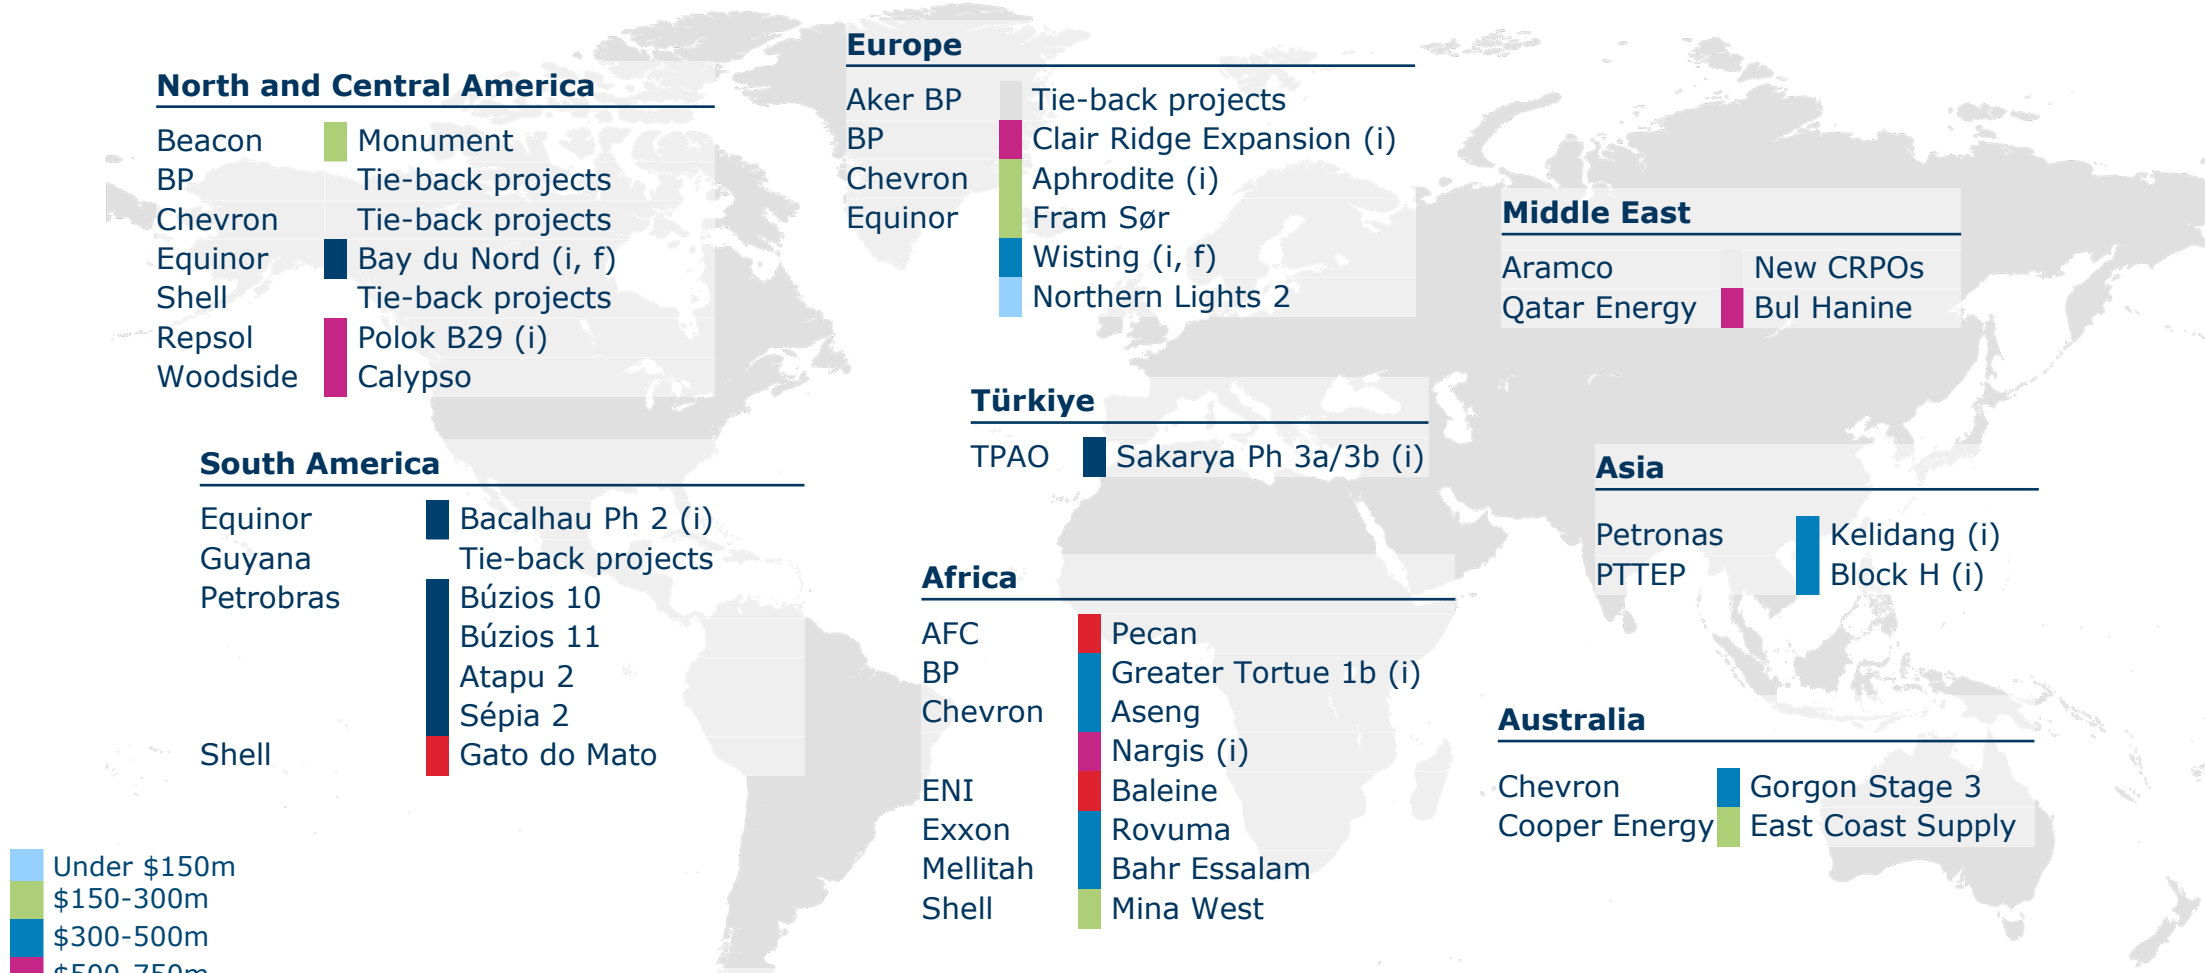 Europe
Aker BP Tie-back projects
BP Clair Ridge Expansion (i)
Chevron Aphrodite (i)
Equinor Fram Sør
Wisting (i, f)
Northern Lights 2
North and Central America
Beacon Monument
BP Tie-back projects
Chevron Tie-back projects
Equinor Bay du Nord (i, f)
Shell Tie-back projects
Repsol Polok B29 (i)
Woodside Calypso
Middle East
Aramco New CRPOs
Qatar Energy Bul Hanine
Türkiye
TPAO Sakarya Ph 3a/3b (i)
South America
Equinor Bacalhau Ph 2 (i)
Guyana Tie-back projects
Petrobras Búzios 10
Búzios 11
Atapu 2
Sépia 2
Shell Gato do Mato
Asia
Petronas Kelidang (i)
PTTEP Block H (i)
Africa
AFC Pecan
BP Greater Tortue 1b (i)
Chevron Aseng
Nargis (i)
ENI Baleine
Exxon Rovuma
Mellitah Bahr Essalam
Shell Mina West
Australia
Chevron Gorgon Stage 3
Cooper Energy East Coast Supply
Under $150m
$150-300m
$300-500m
$500-750m